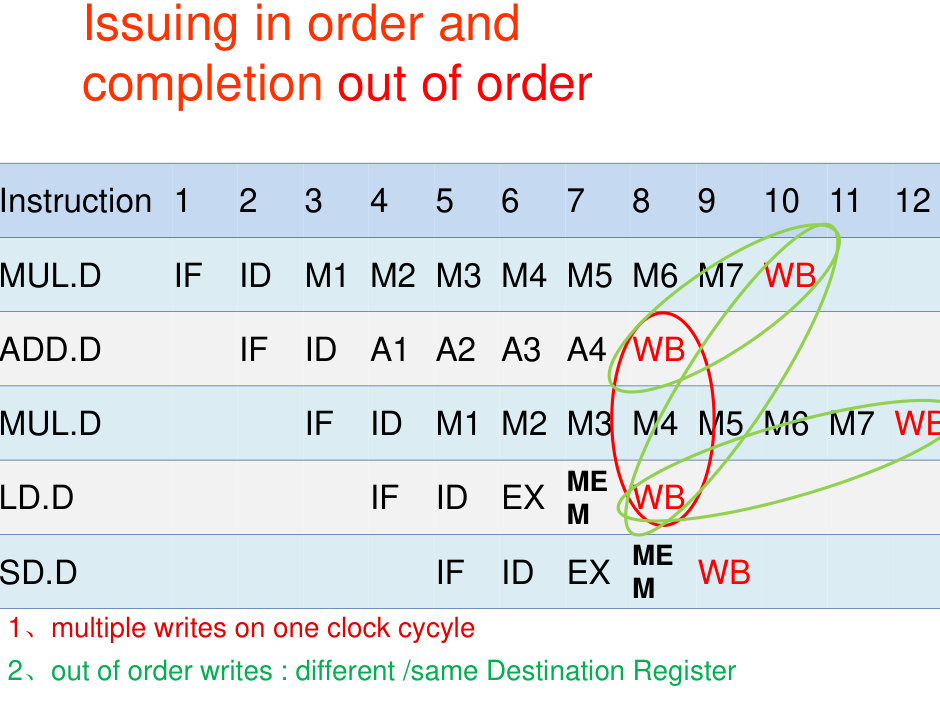 Issuing in order and
completion out of order
Instruction 1 2 3 4 5 6 7 8 9 10 11 12
MUL.D IF ID M1 M2 M3 M4 M5 M6 M7 WB
ADD.D IF ID A1 A2 A3 A4 WB
MUL.D IF ID M1 M2 M3 M4 M5 M6 M7 WB
LD.D IF ID EX ME
M WB
SD.D IF ID EX ME
M WB
1、multiple writes on one clock cycyle
2、out of order writes : different /same Destination Register